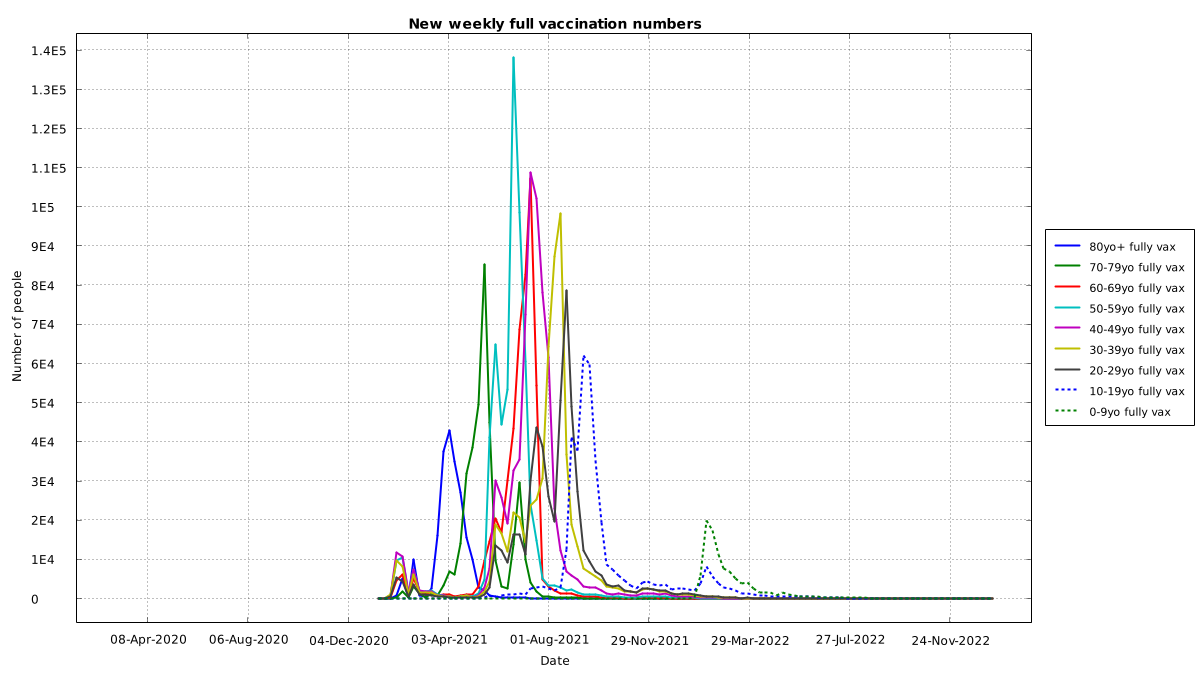 New weekly full vaccination numbers
1.4E5
1.3E5
1.2E5
1.1E5
1E5
9E4
8E4
7E4
6E4
5E4
4E4
3E4
2E4
1E4
0
Number of people
08-Apr-2020
06-Aug-2020
04-Dec-2020
03-Apr-2021
01-Aug-2021
29-Nov-2021
29-Mar-2022
27-Jul-2022
24-Nov-2022
Date
80yo+ fully vax
70-79yo fully vax
60-69yo fully vax
50-59yo fully vax
40-49yo fully vax
30-39yo fully vax
20-29yo fully vax
10-19yo fully vax
0-9yo fully vax